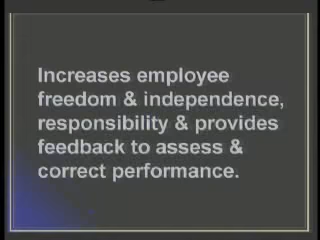 Increases employee
freedom & independence,
responsibility & provides
feedback to assess &
correct performance.